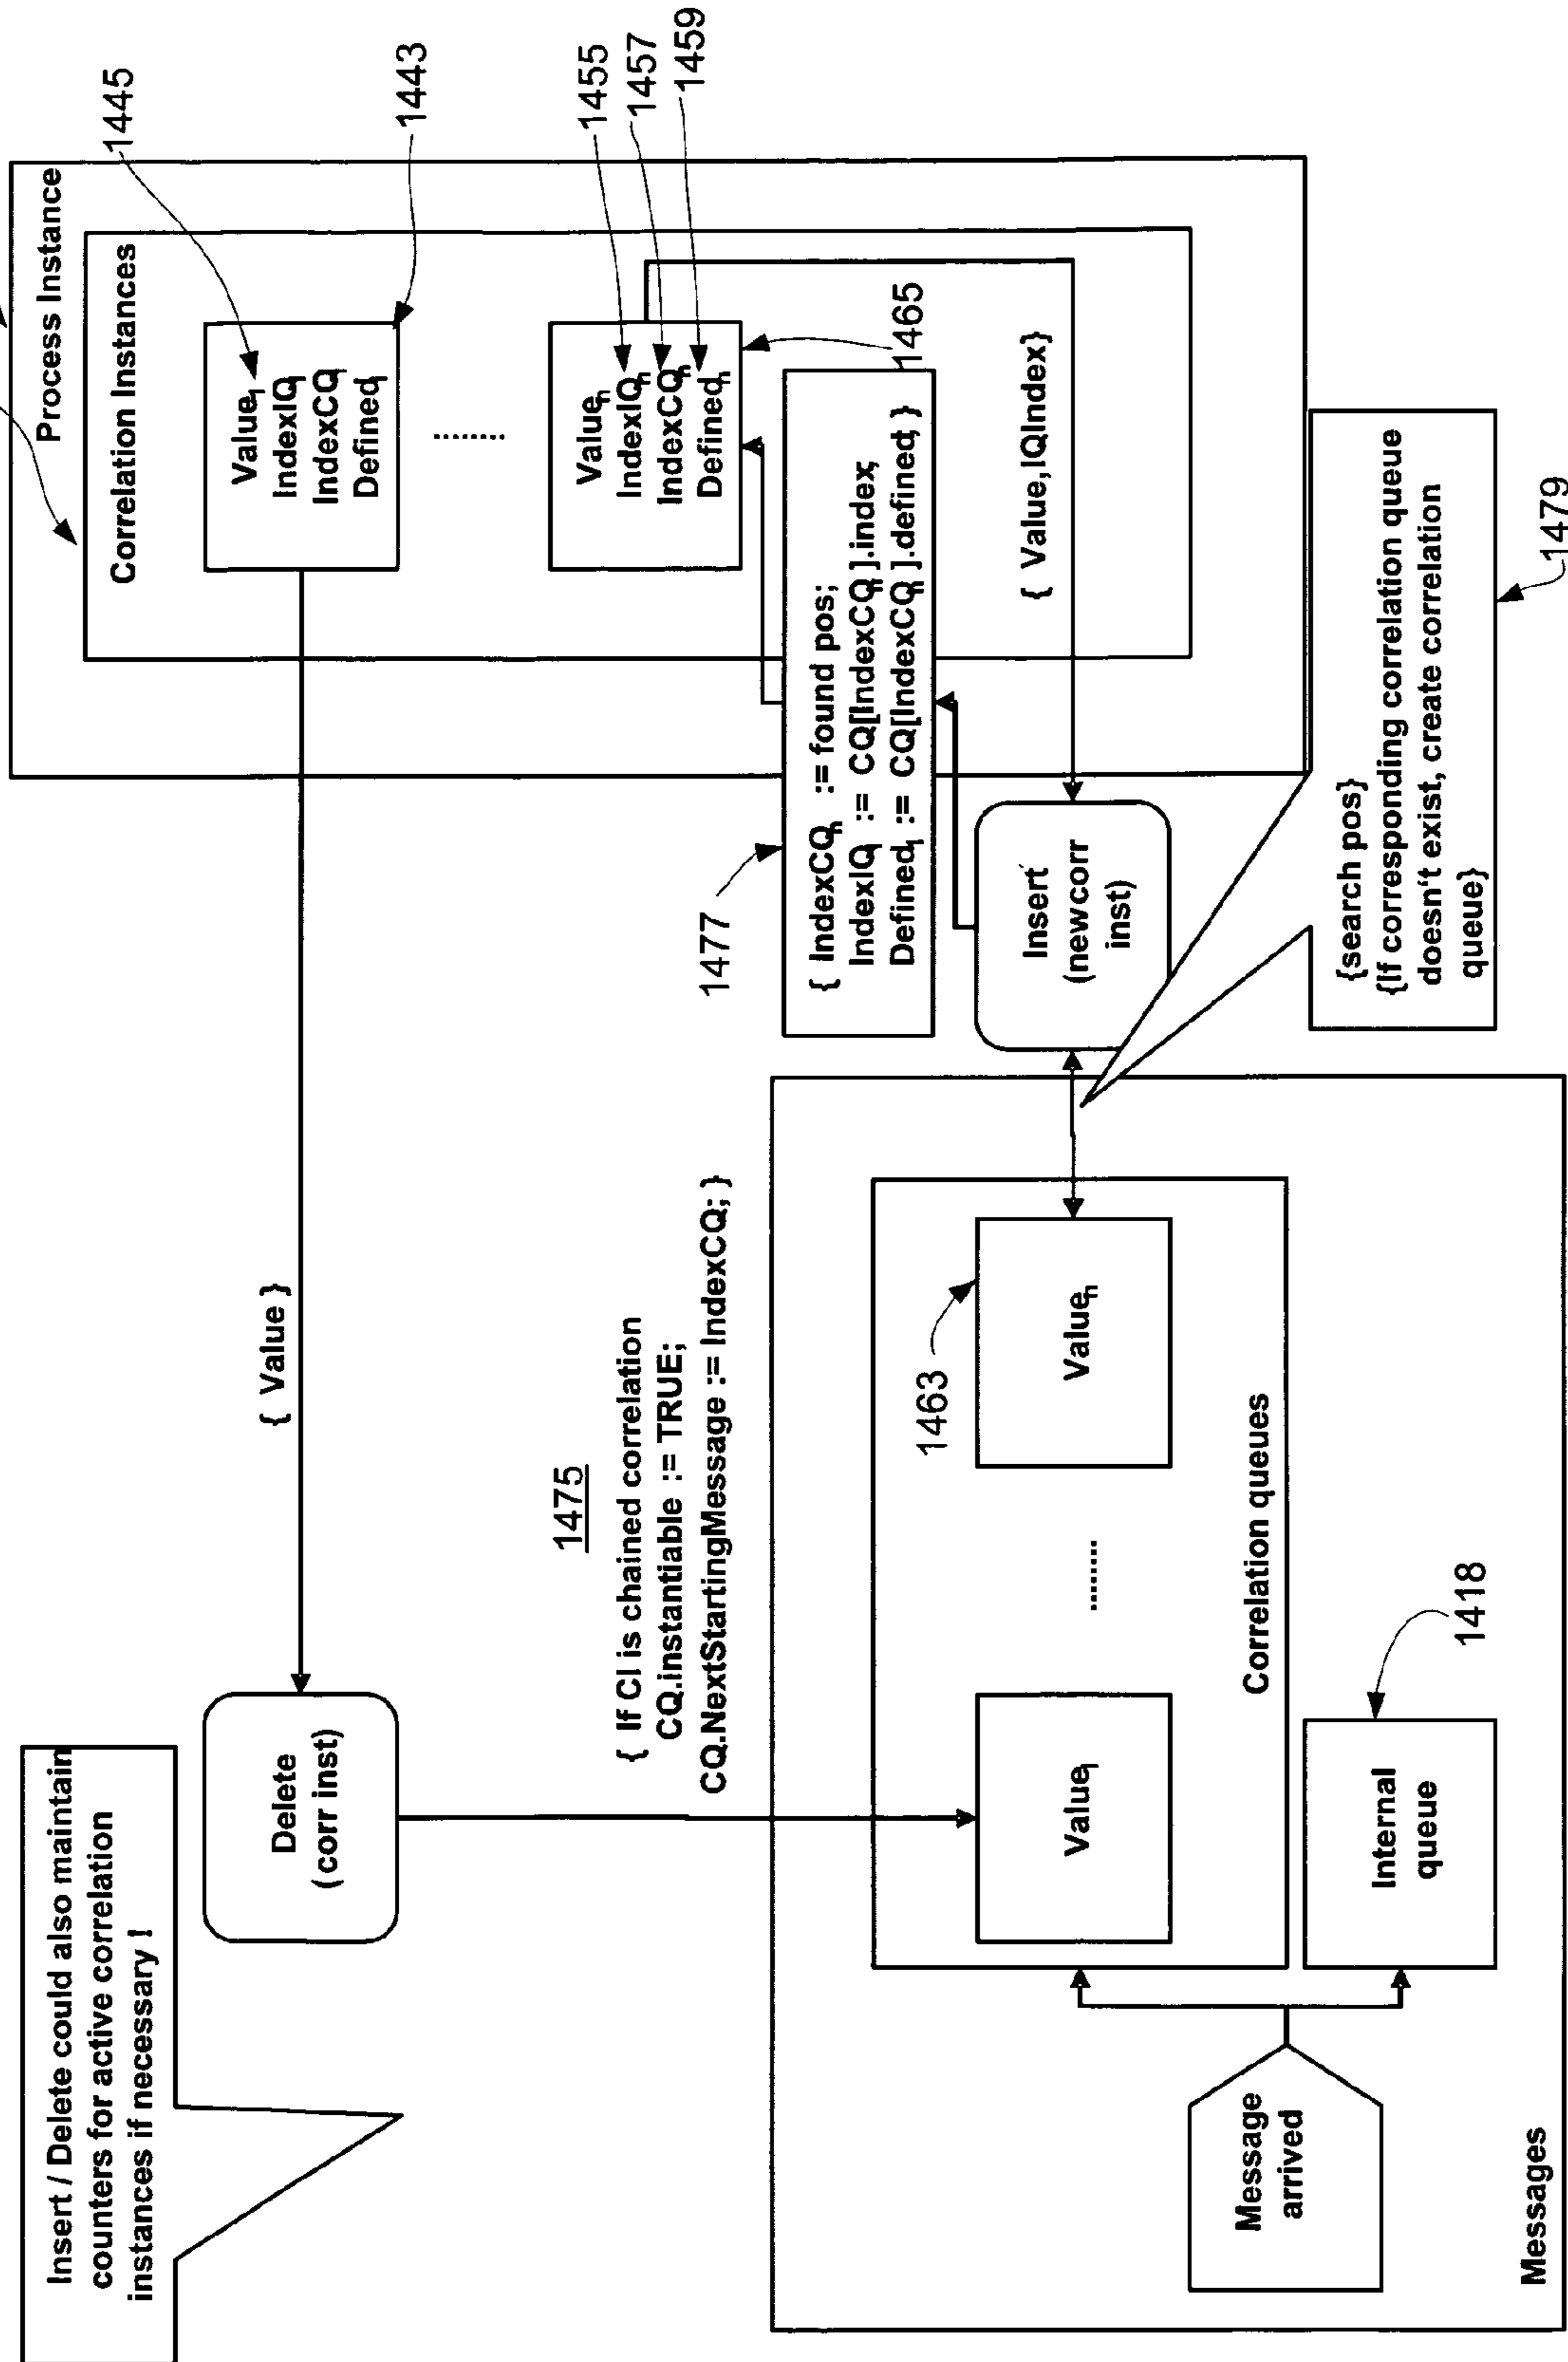 Insert / Delete could also maintain
counters for active correlation
instances if necessary !
Delete
(corr inst)
{ Value }
Process Instance
Correlation Instances
1445
Value₁
IndexIQ₁
IndexCQ₁
Defined₁
1443
........
Valueₙ
IndexIQₙ
IndexCQₙ
Definedₙ
1455
1457
1459
1465
1475
{ If CI is chained correlation
CQ.instantiable := TRUE;
CQ.NextStartingMessage := IndexCQ; }
1477
{ IndexCQₙ := found pos;
IndexIQ₁ := CQ[IndexCQₙ].index;
Defined₁ := CQ[IndexCQₙ].defined; }
{ Value,IQIndex}
Insert
(newcorr
inst)
Value₁
........
1463
Valueₙ
Correlation queues
Message
arrived
Internal
queue
1418
Messages
{search pos}
{If corresponding correlation queue
doesn't exist, create correlation
queue}
1479